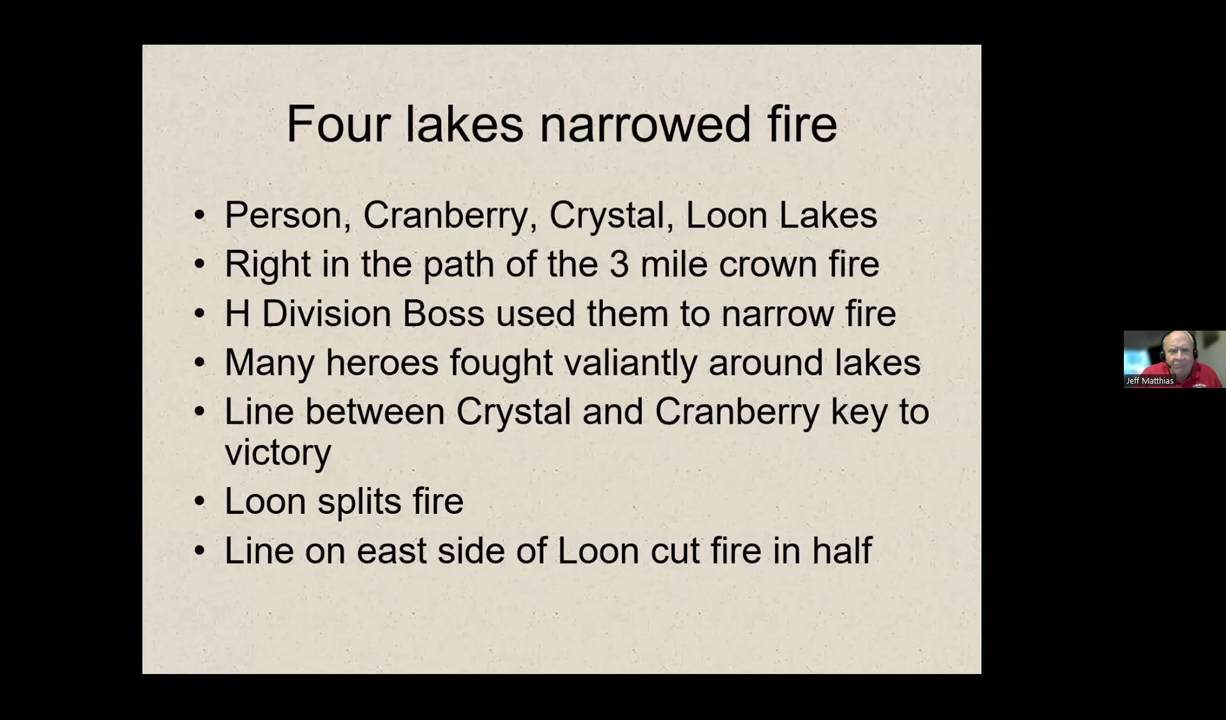 Four lakes narrowed fire
• Person, Cranberry, Crystal, Loon Lakes
• Right in the path of the 3 mile crown fire
• H Division Boss used them to narrow fire
• Many heroes fought valiantly around lakes
• Line between Crystal and Cranberry key to
victory
• Loon splits fire
• Line on east side of Loon cut fire in half
Jeff Matthias